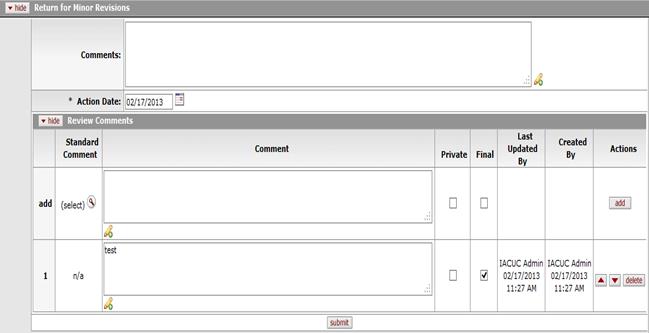 hide Return for Minor Revisions
Comments:
* Action Date: 02/17/2013
hide Review Comments
Standard Comment Comment Private Final Last Updated By Created By Actions
add (select) add
1 n/a test IACUC Admin 02/17/2013 11:27 AM IACUC Admin 02/17/2013 11:27 AM delete
submit